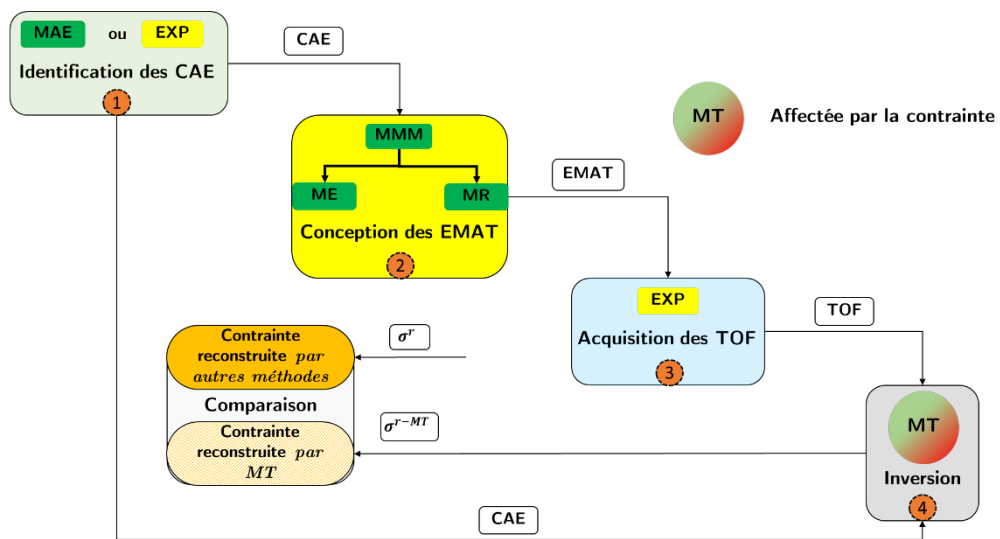 MAE ou EXP
Identification des CAE
1
CAE
MMM
ME MR
Conception des EMAT
2
MT Affectée par la contrainte
EMAT
EXP
Acquisition des TOF
3
TOF
Contrainte
reconstruite par
autres méthodes
σ^r
Comparaison
Contrainte
reconstruite par
MT
σ^{r−MT}
MT
Inversion
4
CAE